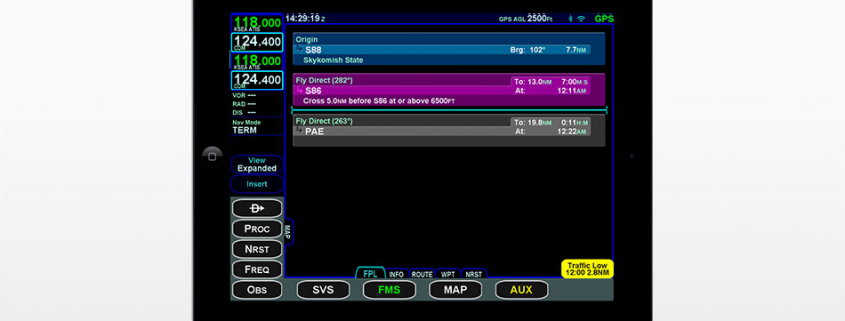 118.000 14:29:19 Z GPS AGL 2500FT GPS
KSEA ATIS
124.400
COM
118.000
KSEA ATIS
124.400
COM
VOR ---
RAD ---
DIS ---
Nav Mode
TERM
View
Expanded
Insert
D
PROC
NRST
FREQ
OBS
Origin
S88 Brg: 102° 7.7NM
Skykomish State
Fly Direct (282°) To: 13.0NM 7:00M:S
S86 At: 12:11AM
Cross 5.0NM before S86 at or above 6500FT
Fly Direct (263°) To: 19.8NM 0:11H:M
PAE At: 12:22AM
MAP
Traffic Low
12:00 2.8NM
FPL INFO ROUTE WPT NRST
SVS FMS MAP AUX